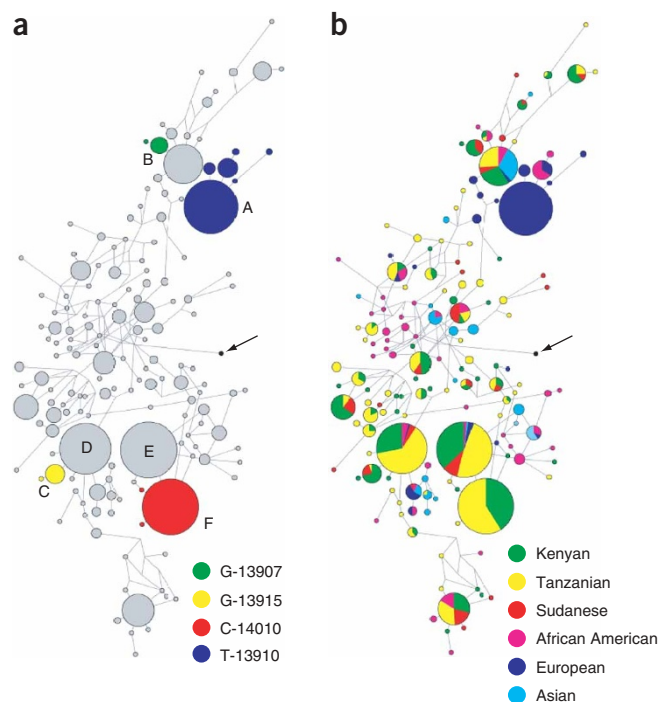 a
b
B
A
D
E
C
F
G-13907
G-13915
C-14010
T-13910
Kenyan
Tanzanian
Sudanese
African American
European
Asian